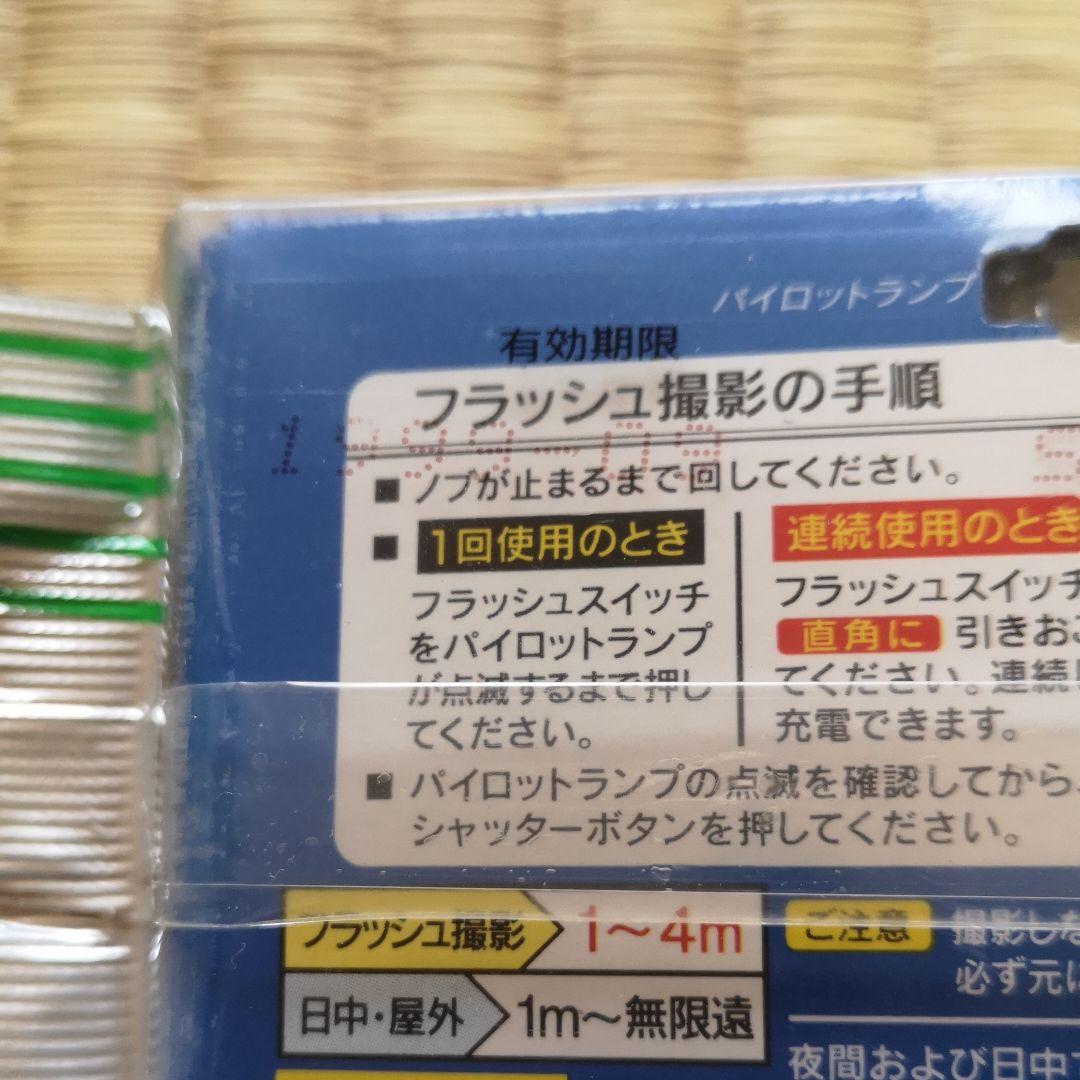 パイロットランプ
有効期限
フラッシュ撮影の手順
1999-09
■ノブが止まるまで回してください。
■1回使用のとき
フラッシュスイッチ
をパイロットランプ
が点滅するまで押し
てください。
連続使用のとき
フラッシュスイッチ
直角に 引きおこ
てください。連続
充電できます。
■パイロットランプの点滅を確認してから、
シャッターボタンを押してください。
フラッシュ撮影 1~4m
日中・屋外 1m~無限遠
ご注意 撮影しな
必ず元に
夜間および日中